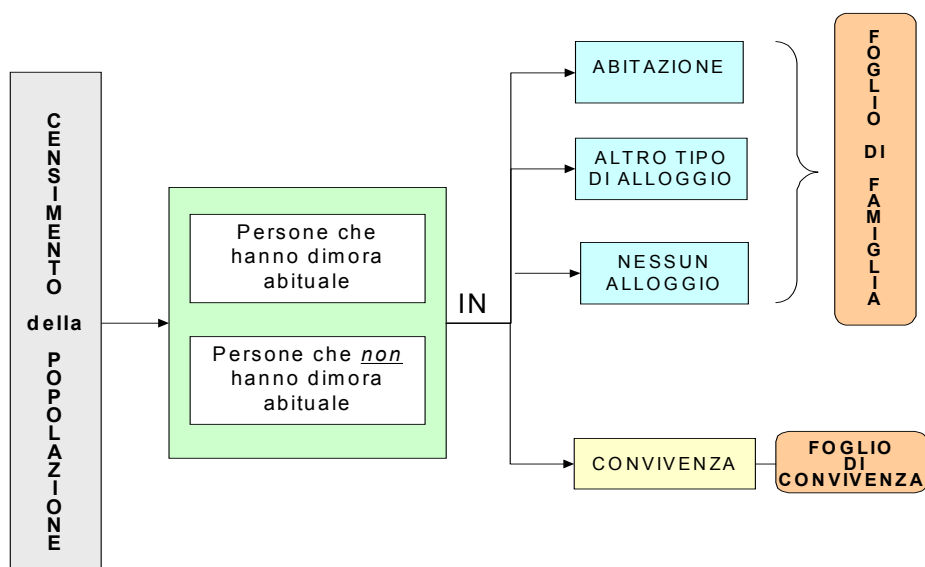 CENSIMENTO
della
POPOLAZIONE
Persone che
hanno dimora
abituale
Persone che non
hanno dimora
abituale
IN
ABITAZIONE
ALTRO TIPO
DI ALLOGGIO
NESSUN
ALLOGGIO
FOGLIO
DI
FAMIGLIA
CONVIVENZA
FOGLIO
DI
CONVIVENZA